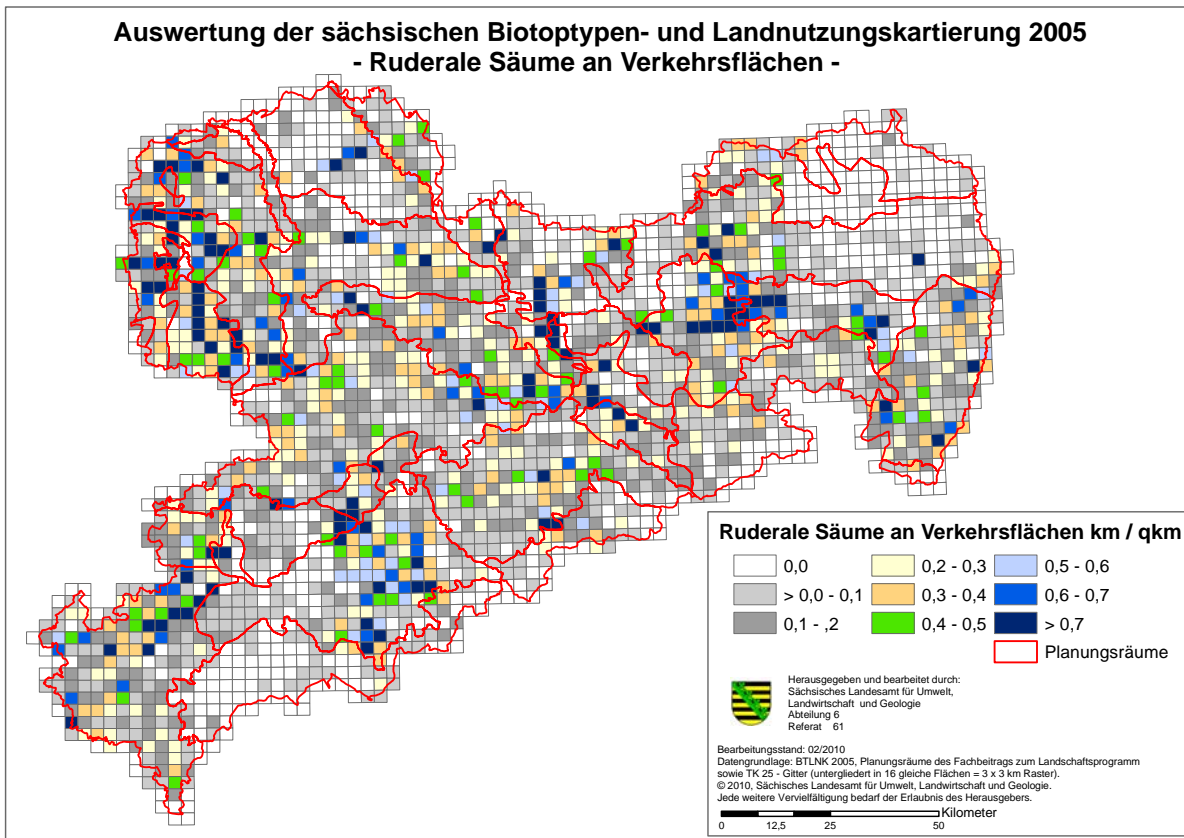 Auswertung der sächsischen Biotoptypen- und Landnutzungskartierung 2005
- Ruderale Säume an Verkehrsflächen -
Ruderale Säume an Verkehrsflächen km / qkm
0,0
> 0,0 - 0,1
0,1 - ,2
0,2 - 0,3
0,3 - 0,4
0,4 - 0,5
0,5 - 0,6
0,6 - 0,7
> 0,7
Planungsräume
Herausgegeben und bearbeitet durch:
Sächsisches Landesamt für Umwelt,
Landwirtschaft und Geologie
Abteilung 6
Referat 61
Bearbeitungsstand: 02/2010
Datengrundlage: BTLNK 2005, Planungsräume des Fachbeitrags zum Landschaftsprogramm
sowie TK 25 - Gitter (untergliedert in 16 gleiche Flächen = 3 x 3 km Raster).
© 2010, Sächsisches Landesamt für Umwelt, Landwirtschaft und Geologie.
Jede weitere Vervielfältigung bedarf der Erlaubnis des Herausgebers.
Kilometer
0 12,5 25 50